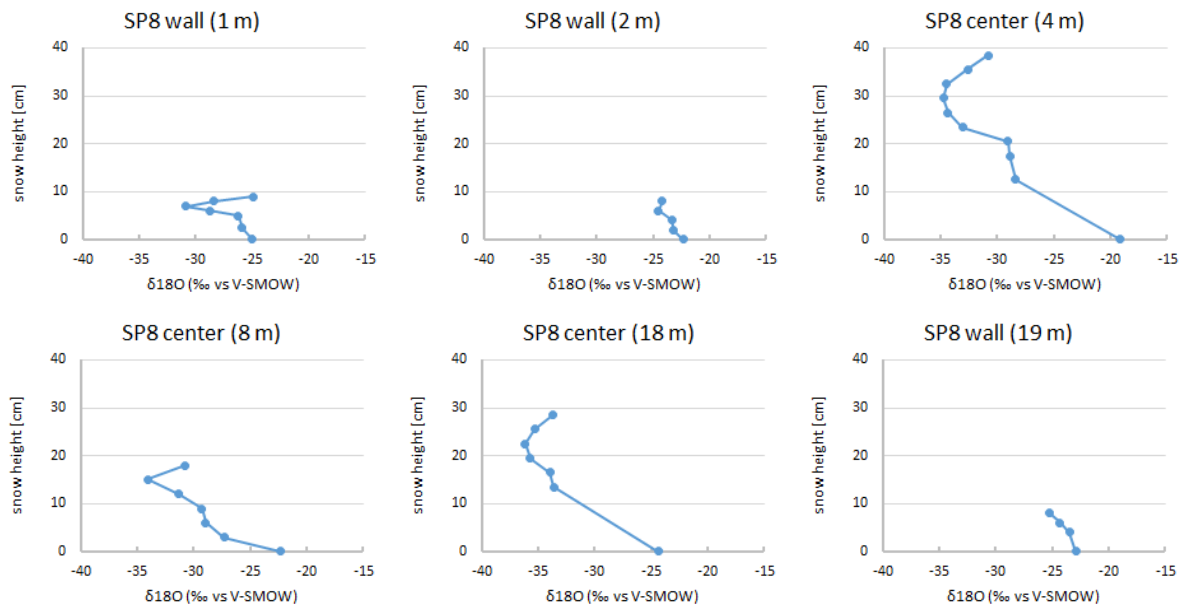 SP8 wall (1 m)
40
30
20
10
0
snow height [cm]
-40 -35 -30 -25 -20 -15
δ18O (‰ vs V-SMOW)
SP8 wall (2 m)
40
30
20
10
0
snow height [cm]
-40 -35 -30 -25 -20 -15
δ18O (‰ vs V-SMOW)
SP8 center (4 m)
40
30
20
10
0
snow height [cm]
-40 -35 -30 -25 -20 -15
δ18O (‰ vs V-SMOW)
SP8 center (8 m)
40
30
20
10
0
snow height [cm]
-40 -35 -30 -25 -20 -15
δ18O (‰ vs V-SMOW)
SP8 center (18 m)
40
30
20
10
0
snow height [cm]
-40 -35 -30 -25 -20 -15
δ18O (‰ vs V-SMOW)
SP8 wall (19 m)
40
30
20
10
0
snow height [cm]
-40 -35 -30 -25 -20 -15
δ18O (‰ vs V-SMOW)